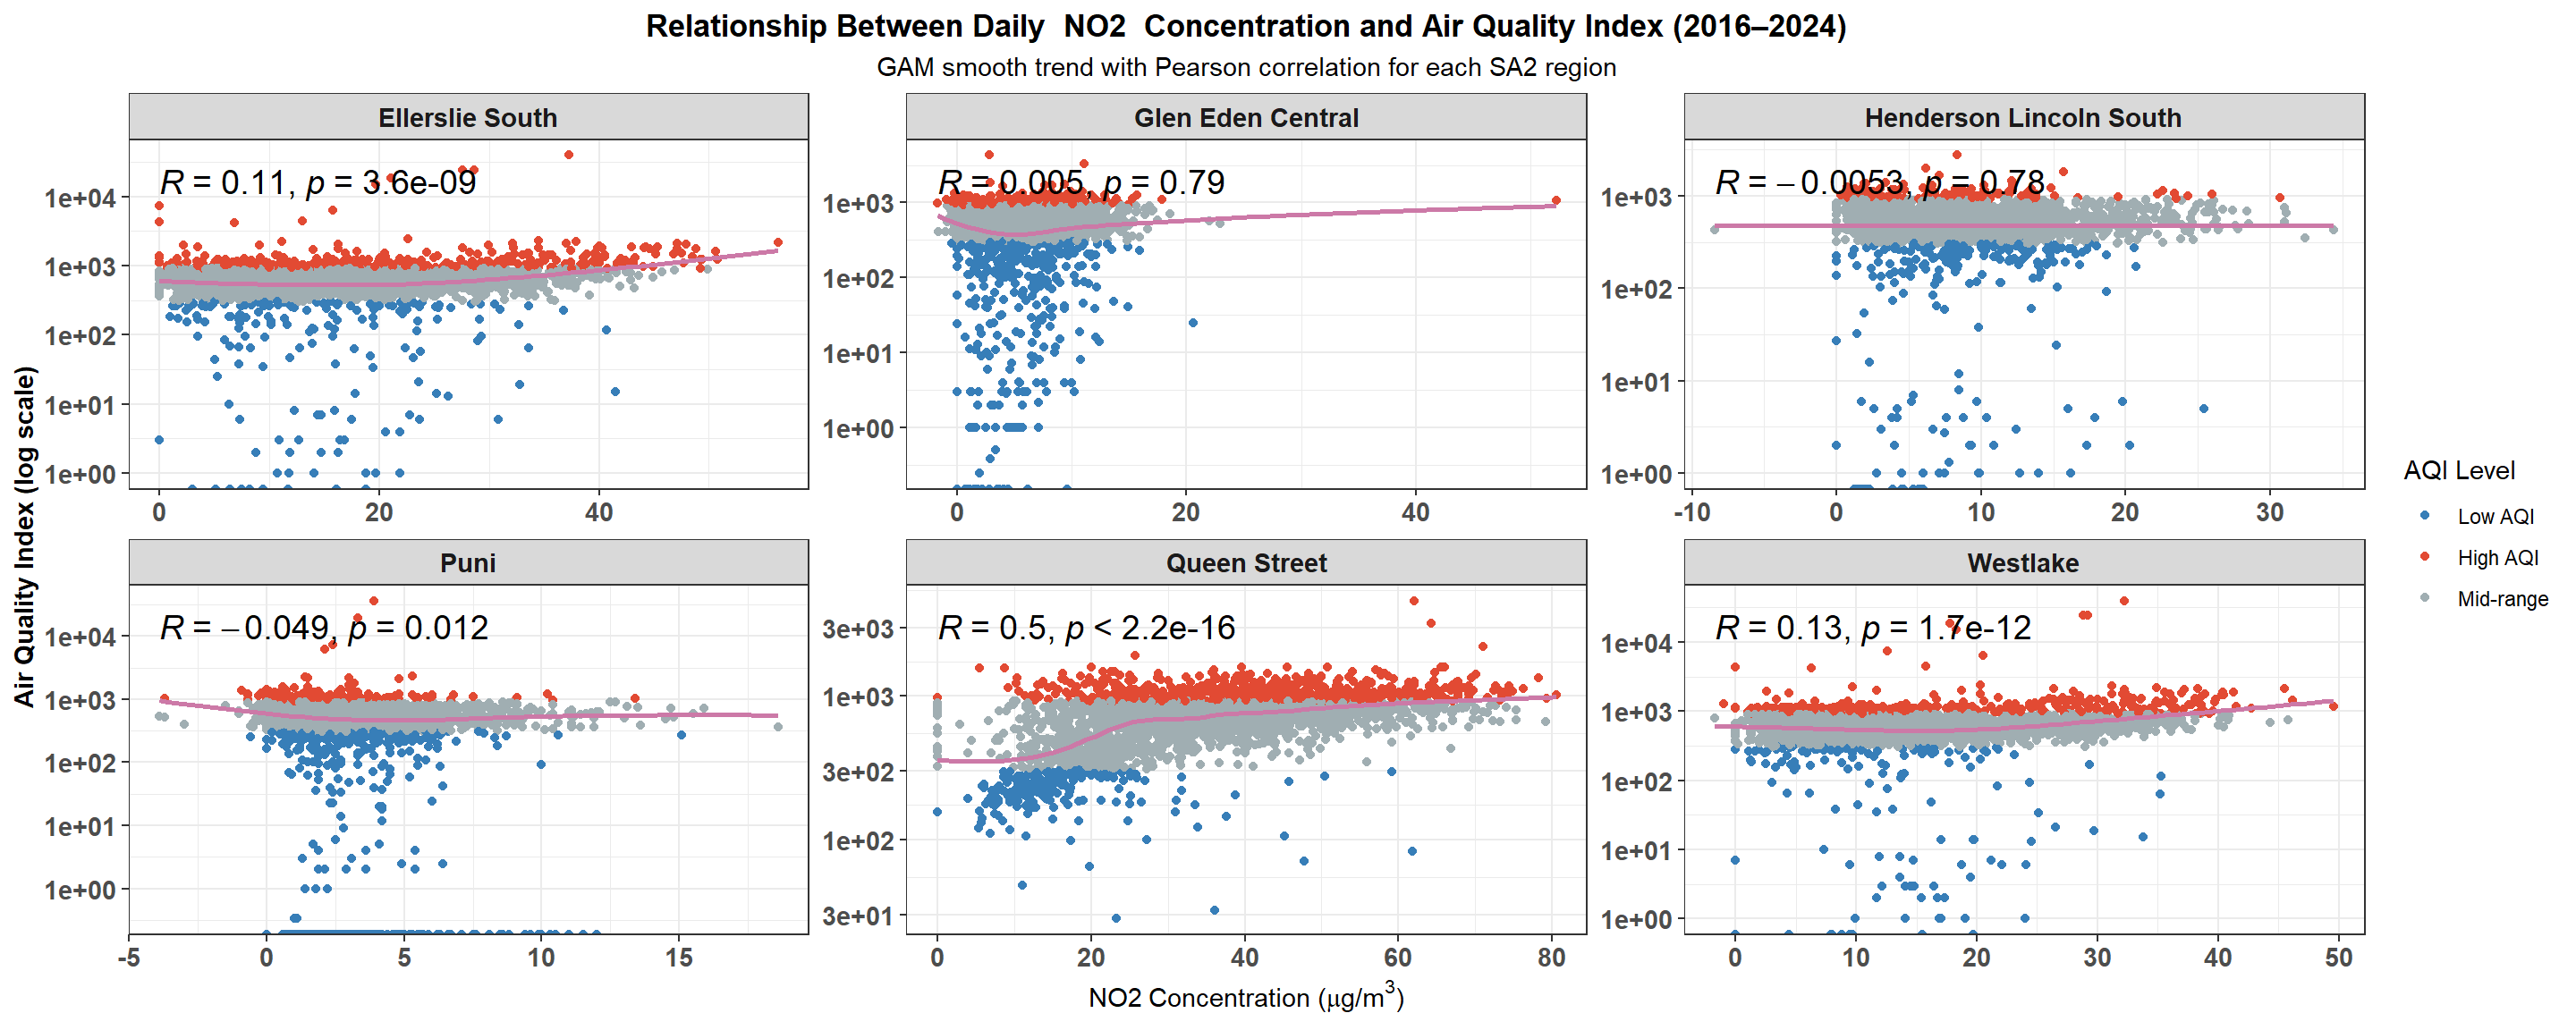 Relationship Between Daily  NO2  Concentration and Air Quality Index (2016–2024)
GAM smooth trend with Pearson correlation for each SA2 region
Air Quality Index (log scale)
Ellerslie South
R = 0.11, p = 3.6e-09
1e+04
1e+03
1e+02
1e+01
1e+00
0 20 40
Glen Eden Central
R = 0.005, p = 0.79
1e+03
1e+02
1e+01
1e+00
0 20 40
Henderson Lincoln South
R = −0.0053, p = 0.78
1e+03
1e+02
1e+01
1e+00
-10 0 10 20 30
Puni
R = −0.049, p = 0.012
1e+04
1e+03
1e+02
1e+01
1e+00
-5 0 5 10 15
Queen Street
R = 0.5, p < 2.2e-16
3e+03
1e+03
3e+02
1e+02
3e+01
0 20 40 60 80
Westlake
R = 0.13, p = 1.7e-12
1e+04
1e+03
1e+02
1e+01
1e+00
0 10 20 30 40 50
NO2 Concentration (μg/m³)
AQI Level
Low AQI
High AQI
Mid-range